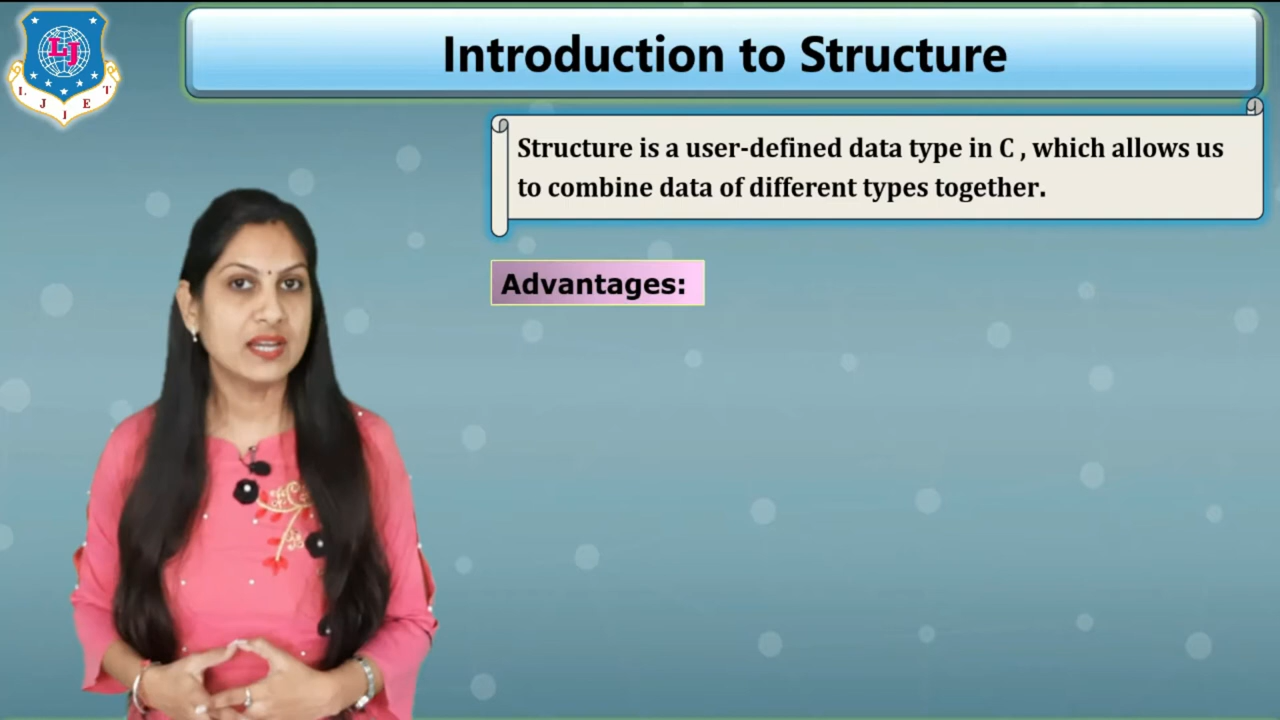 LJ
L J I E T
Introduction to Structure
Structure is a user-defined data type in C , which allows us
to combine data of different types together.
Advantages: